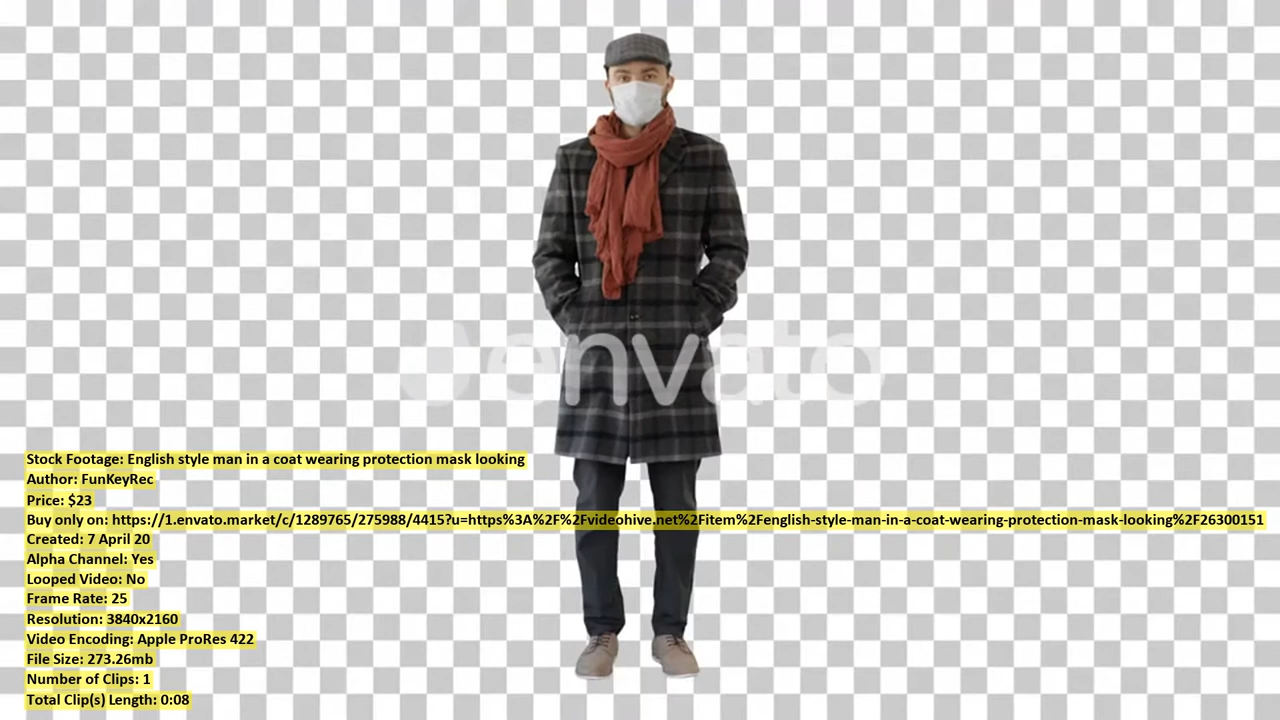 envato
Stock Footage: English style man in a coat wearing protection mask looking
Author: FunKeyRec
Price: $23
Buy only on: https://1.envato.market/c/1289765/275988/4415?u=https%3A%2F%2Fvideohive.net%2Fitem%2Fenglish-style-man-in-a-coat-wearing-protection-mask-looking%2F26300151
Created: 7 April 20
Alpha Channel: Yes
Looped Video: No
Frame Rate: 25
Resolution: 3840x2160
Video Encoding: Apple ProRes 422
File Size: 273.26mb
Number of Clips: 1
Total Clip(s) Length: 0:08